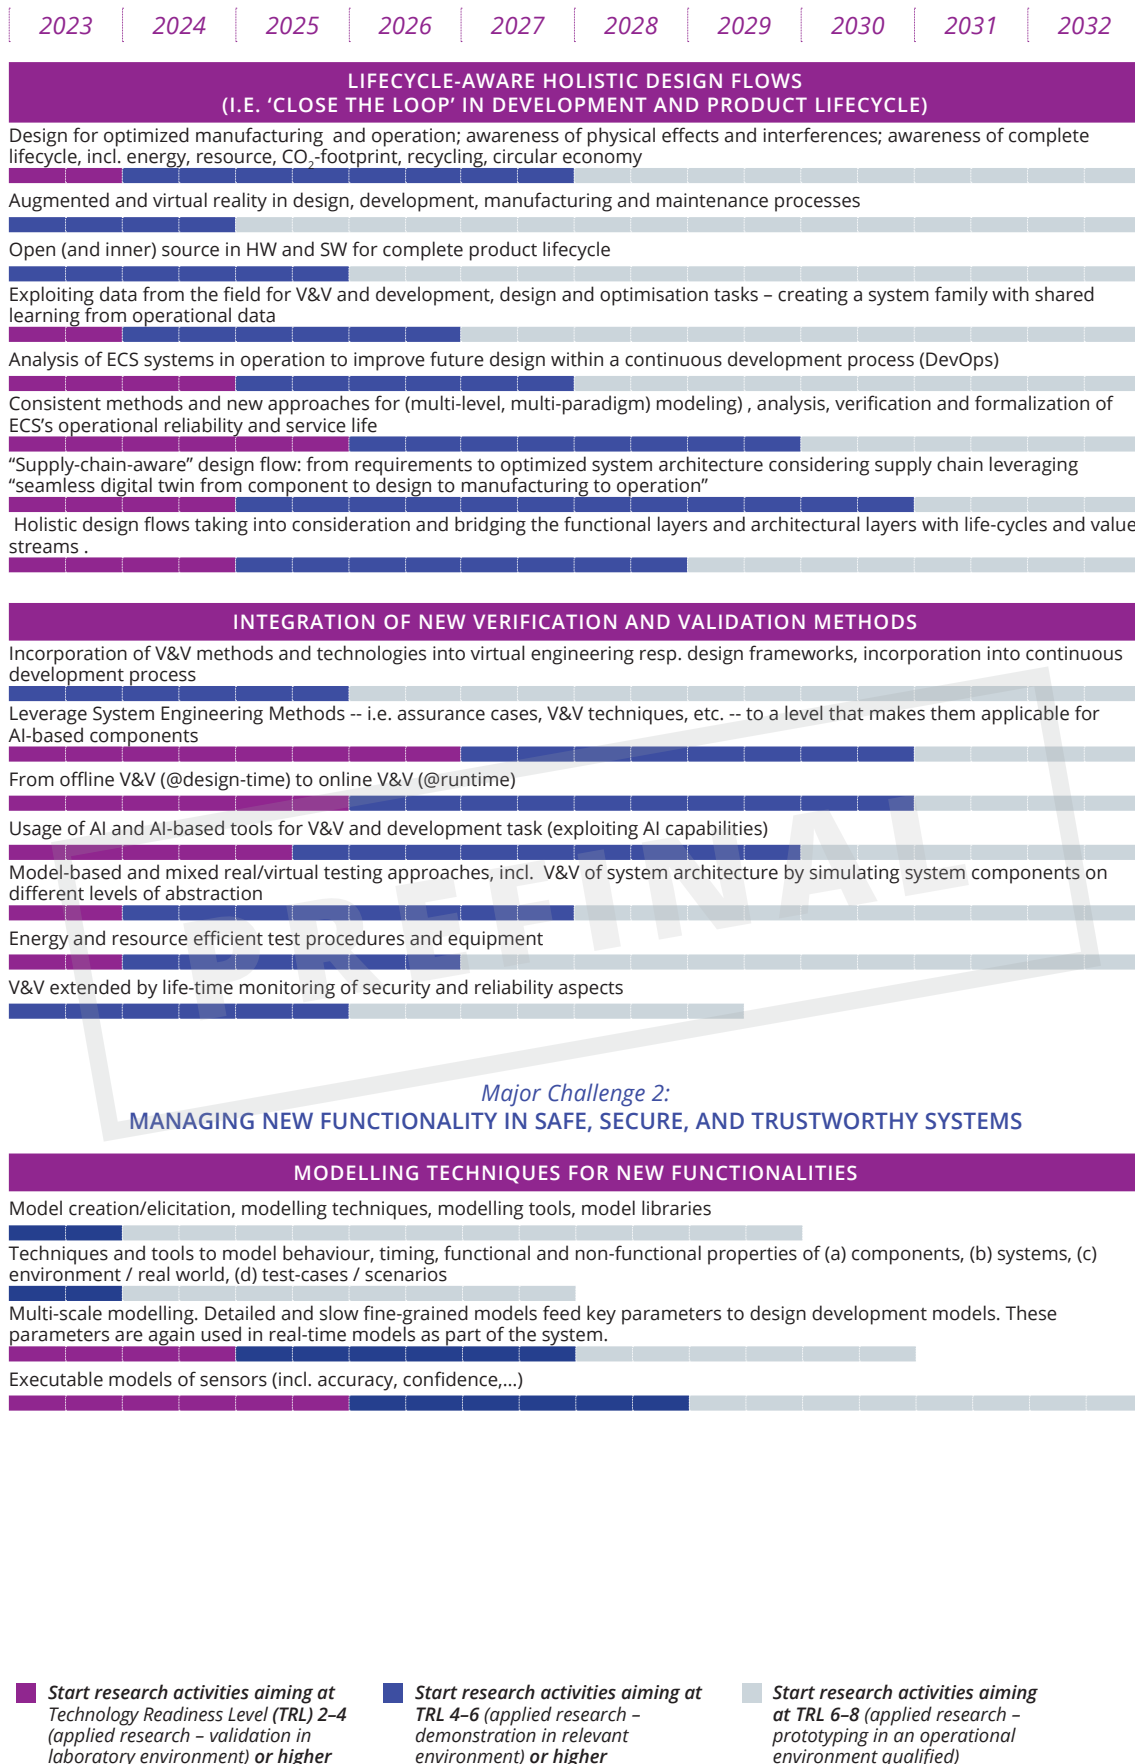 2023 2024 2025 2026 2027 2028 2029 2030 2031 2032
LIFECYCLE-AWARE HOLISTIC DESIGN FLOWS
(I.E. ‘CLOSE THE LOOP’ IN DEVELOPMENT AND PRODUCT LIFECYCLE)
Design for optimized manufacturing and operation; awareness of physical effects and interferences; awareness of complete
lifecycle, incl. energy, resource, CO2-footprint, recycling, circular economy
Augmented and virtual reality in design, development, manufacturing and maintenance processes
Open (and inner) source in HW and SW for complete product lifecycle
Exploiting data from the field for V&V and development, design and optimisation tasks – creating a system family with shared
learning from operational data
Analysis of ECS systems in operation to improve future design within a continuous development process (DevOps)
Consistent methods and new approaches for (multi-level, multi-paradigm) modeling) , analysis, verification and formalization of
ECS’s operational reliability and service life
“Supply-chain-aware” design flow: from requirements to optimized system architecture considering supply chain leveraging
“seamless digital twin from component to design to manufacturing to operation”
Holistic design flows taking into consideration and bridging the functional layers and architectural layers with life-cycles and value
streams .
INTEGRATION OF NEW VERIFICATION AND VALIDATION METHODS
Incorporation of V&V methods and technologies into virtual engineering resp. design frameworks, incorporation into continuous
development process
Leverage System Engineering Methods -- i.e. assurance cases, V&V techniques, etc. -- to a level that makes them applicable for
AI-based components
From offline V&V (@design-time) to online V&V (@runtime)
Usage of AI and AI-based tools for V&V and development task (exploiting AI capabilities)
Model-based and mixed real/virtual testing approaches, incl. V&V of system architecture by simulating system components on
different levels of abstraction
Energy and resource efficient test procedures and equipment
V&V extended by life-time monitoring of security and reliability aspects
PREFINAL
Major Challenge 2:
MANAGING NEW FUNCTIONALITY IN SAFE, SECURE, AND TRUSTWORTHY SYSTEMS
MODELLING TECHNIQUES FOR NEW FUNCTIONALITIES
Model creation/elicitation, modelling techniques, modelling tools, model libraries
Techniques and tools to model behaviour, timing, functional and non-functional properties of (a) components, (b) systems, (c)
environment / real world, (d) test-cases / scenarios
Multi-scale modelling. Detailed and slow fine-grained models feed key parameters to design development models. These
parameters are again used in real-time models as part of the system.
Executable models of sensors (incl. accuracy, confidence,...)
Start research activities aiming at
Technology Readiness Level (TRL) 2–4
(applied research – validation in
laboratory environment) or higher
Start research activities aiming at
TRL 4–6 (applied research –
demonstration in relevant
environment) or higher
Start research activities aiming
at TRL 6–8 (applied research –
prototyping in an operational
environment qualified)